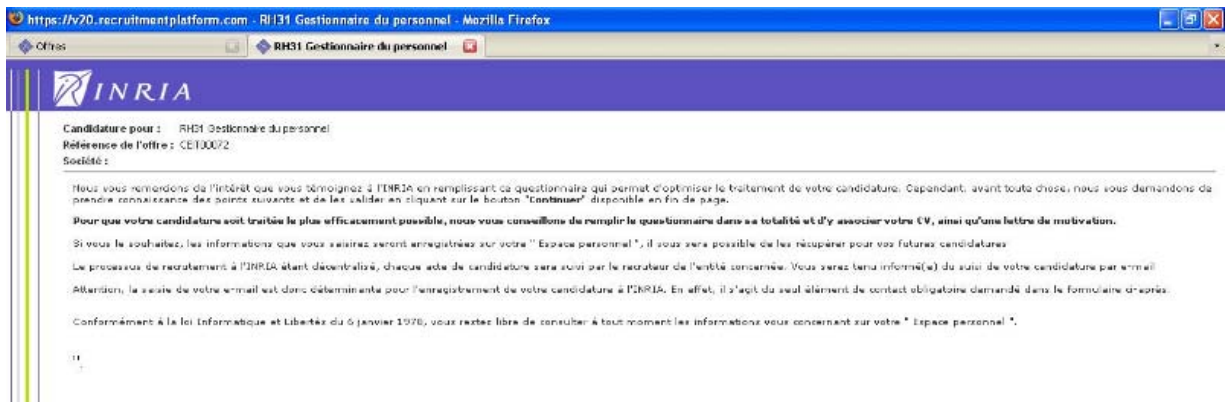 https://v20.recruitmentplatform.com - RH31 Gestionnaire du personnel - Mozilla Firefox
Offres RH31 Gestionnaire du personnel
INRIA
Candidature pour : RH31 Gestionnaire du personnel
Référence de l'offre : CEIT00072
Société :
Nous vous remercions de l'intérêt que vous témoignez à l'INRIA en remplissant ce questionnaire qui permet d'optimiser le traitement de votre candidature. Cependant, avant toute chose, nous vous demandons de
prendre connaissance des points suivants et de les valider en cliquant sur le bouton "Continuer" disponible en fin de page.
Pour que votre candidature soit traitée le plus efficacement possible, nous vous conseillons de remplir le questionnaire dans sa totalité et d'y associer votre CV, ainsi qu'une lettre de motivation.
Si vous le souhaitez, les informations que vous saisirez seront enregistrées sur votre " Espace personnel ", il vous sera possible de les récupérer pour vos futures candidatures
Le processus de recrutement à l'INRIA étant décentralisé, chaque acte de candidature sera suivi par le recruteur de l'entité concernée. Vous serez tenu informé(e) du suivi de votre candidature par e-mail
Attention, la saisie de votre e-mail est donc déterminante pour l'enregistrement de votre candidature à l'INRIA. En effet, il s'agit du seul élément de contact obligatoire demandé dans le formulaire ci-après.
Conformément à la loi Informatique et Libertés du 6 janvier 1978, vous restez libre de consulter à tout moment les informations vous concernant sur votre " Espace personnel ".